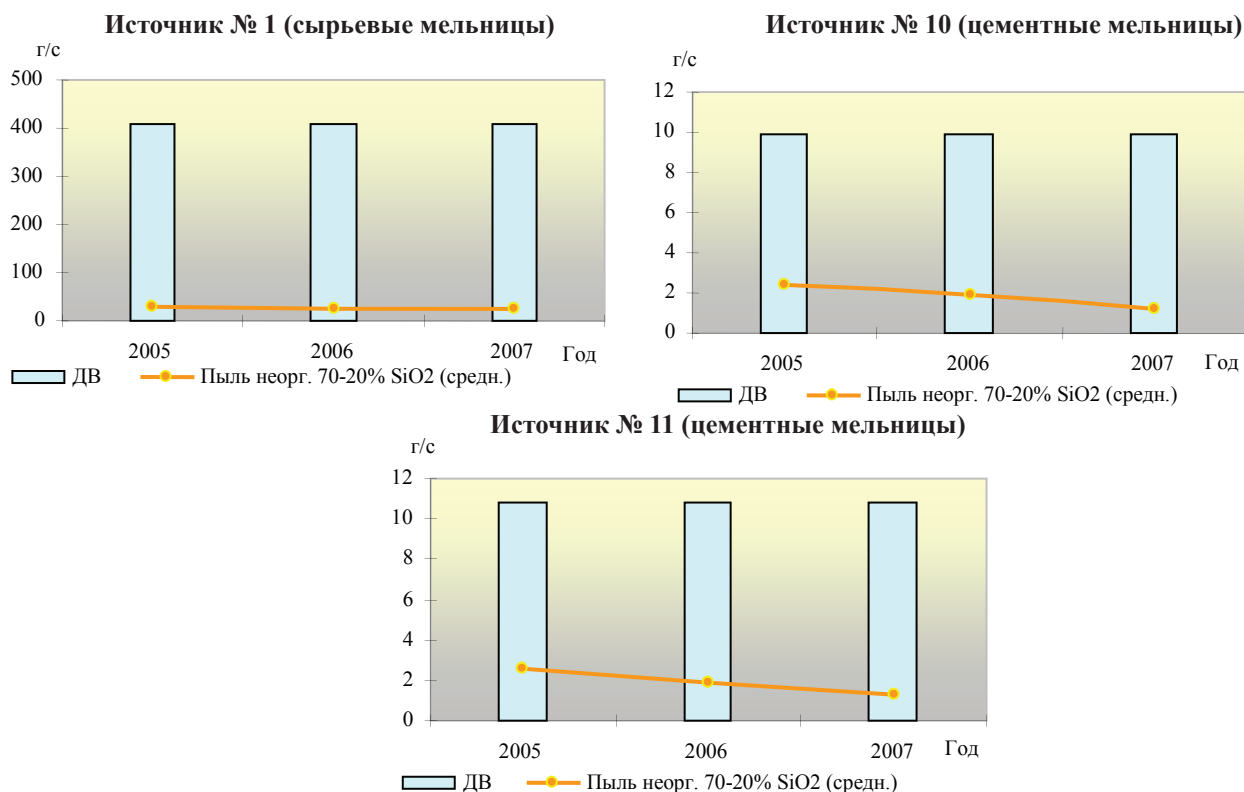 Источник № 1 (сырьевые мельницы)
г/с
500
400
300
200
100
0
2005 2006 2007 Год
ДВ Пыль неорг. 70-20% SiO2 (средн.)
Источник № 10 (цементные мельницы)
г/с
12
10
8
6
4
2
0
2005 2006 2007 Год
ДВ Пыль неорг. 70-20% SiO2 (средн.)
Источник № 11 (цементные мельницы)
г/с
12
10
8
6
4
2
0
2005 2006 2007 Год
ДВ Пыль неорг. 70-20% SiO2 (средн.)